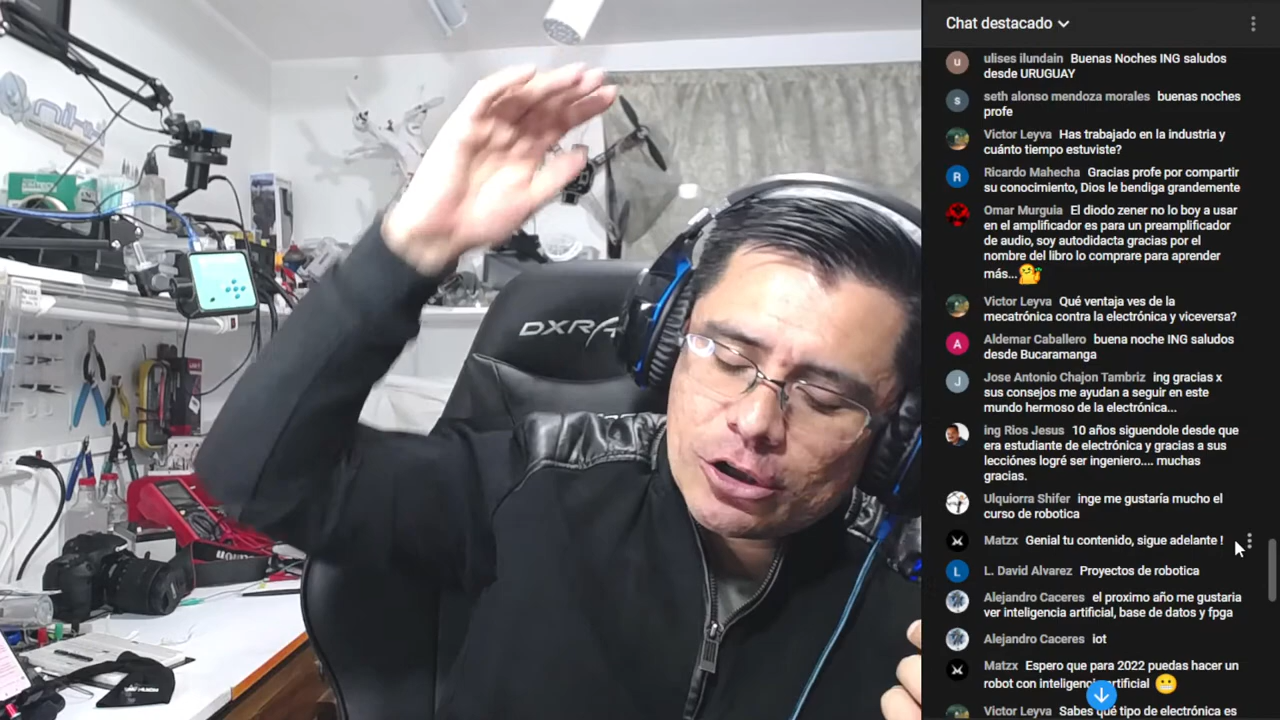 Chat destacado
u
ulises ilundain Buenas Noches ING saludos
desde URUGUAY
s
seth alonso mendoza morales buenas noches
profe
Victor Leyva Has trabajado en la industria y
cuánto tiempo estuviste?
R
Ricardo Mahecha Gracias profe por compartir
su conocimiento, Dios le bendiga grandemente
Omar Murguia El diodo zener no lo boy a usar
en el amplificador es para un preamplificador
de audio, soy autodidacta gracias por el
nombre del libro lo comprare para aprender
más...
Victor Leyva Qué ventaja ves de la
mecatrónica contra la electrónica y viceversa?
A
Aldemar Caballero buena noche ING saludos
desde Bucaramanga
J
Jose Antonio Chajon Tambriz ing gracias x
sus consejos me ayudan a seguir en este
mundo hermoso de la electrónica...
ing Rios Jesus 10 años siguendole desde que
era estudiante de electrónica y gracias a sus
lecciónes logré ser ingeniero.... muchas
gracias.
Ulquiorra Shifer inge me gustaría mucho el
curso de robotica
Matzx Genial tu contenido, sigue adelante !
L
L. David Alvarez Proyectos de robotica
Alejandro Caceres el proximo año me gustaria
ver inteligencia artificial, base de datos y fpga
Alejandro Caceres iot
Matzx Espero que para 2022 puedas hacer un
robot con inteligencia artificial
Victor Leyva Sabes qué tipo de electrónica es
DXRA